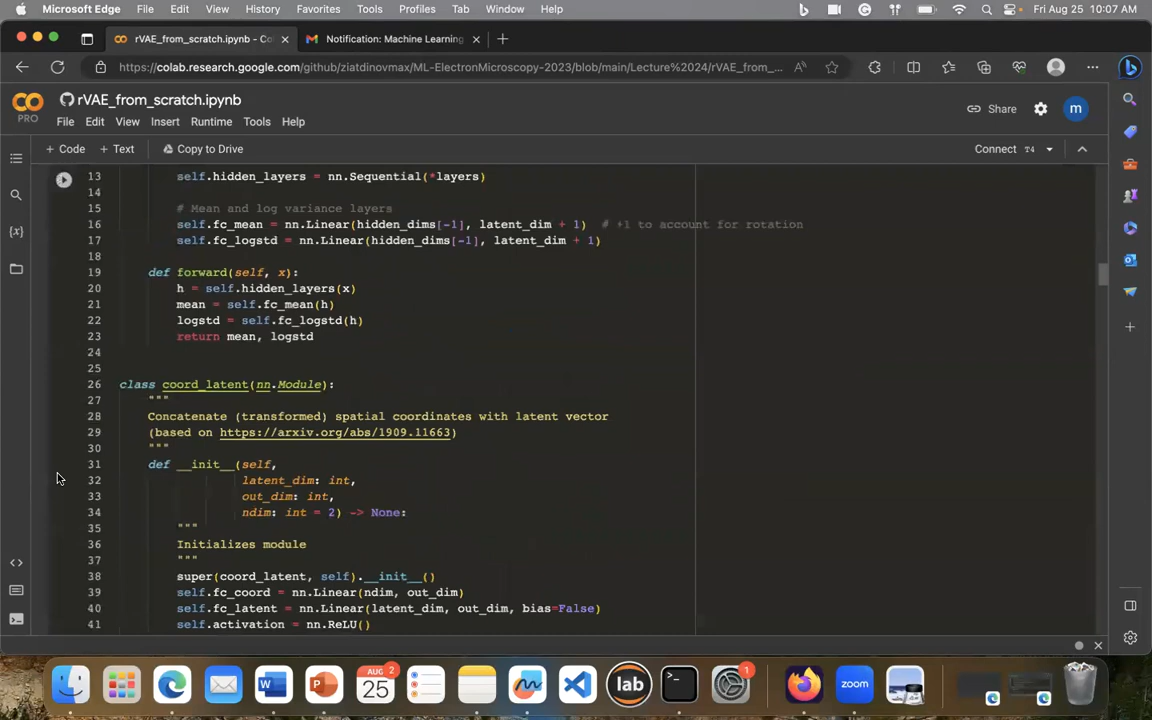 Microsoft Edge File Edit View History Favorites Tools Profiles Tab Window Help Fri Aug 25 10:07 AM
rVAE_from_scratch.ipynb - Co Notification: Machine Learning
https://colab.research.google.com/github/ziatdinovmax/ML-ElectronMicroscopy-2023/blob/main/Lecture%2024/rVAE_from_...
rVAE_from_scratch.ipynb
PRO
Share
m
File Edit View Insert Runtime Tools Help
+ Code + Text Copy to Drive Connect T4
13 self.hidden_layers = nn.Sequential(*layers)
14
15 # Mean and log variance layers
16 self.fc_mean = nn.Linear(hidden_dims[-1], latent_dim + 1) # +1 to account for rotation
17 self.fc_logstd = nn.Linear(hidden_dims[-1], latent_dim + 1)
18
19 def forward(self, x):
20 h = self.hidden_layers(x)
21 mean = self.fc_mean(h)
22 logstd = self.fc_logstd(h)
23 return mean, logstd
24
25
26 class coord_latent(nn.Module):
27 """
28 Concatenate (transformed) spatial coordinates with latent vector
29 (based on https://arxiv.org/abs/1909.11663)
30 """
31 def __init__(self,
32 latent_dim: int,
33 out_dim: int,
34 ndim: int = 2) -> None:
35 """
36 Initializes module
37 """
38 super(coord_latent, self).__init__()
39 self.fc_coord = nn.Linear(ndim, out_dim)
40 self.fc_latent = nn.Linear(latent_dim, out_dim, bias=False)
41 self.activation = nn.ReLU()
AUG 2
25
lab
1
zoom